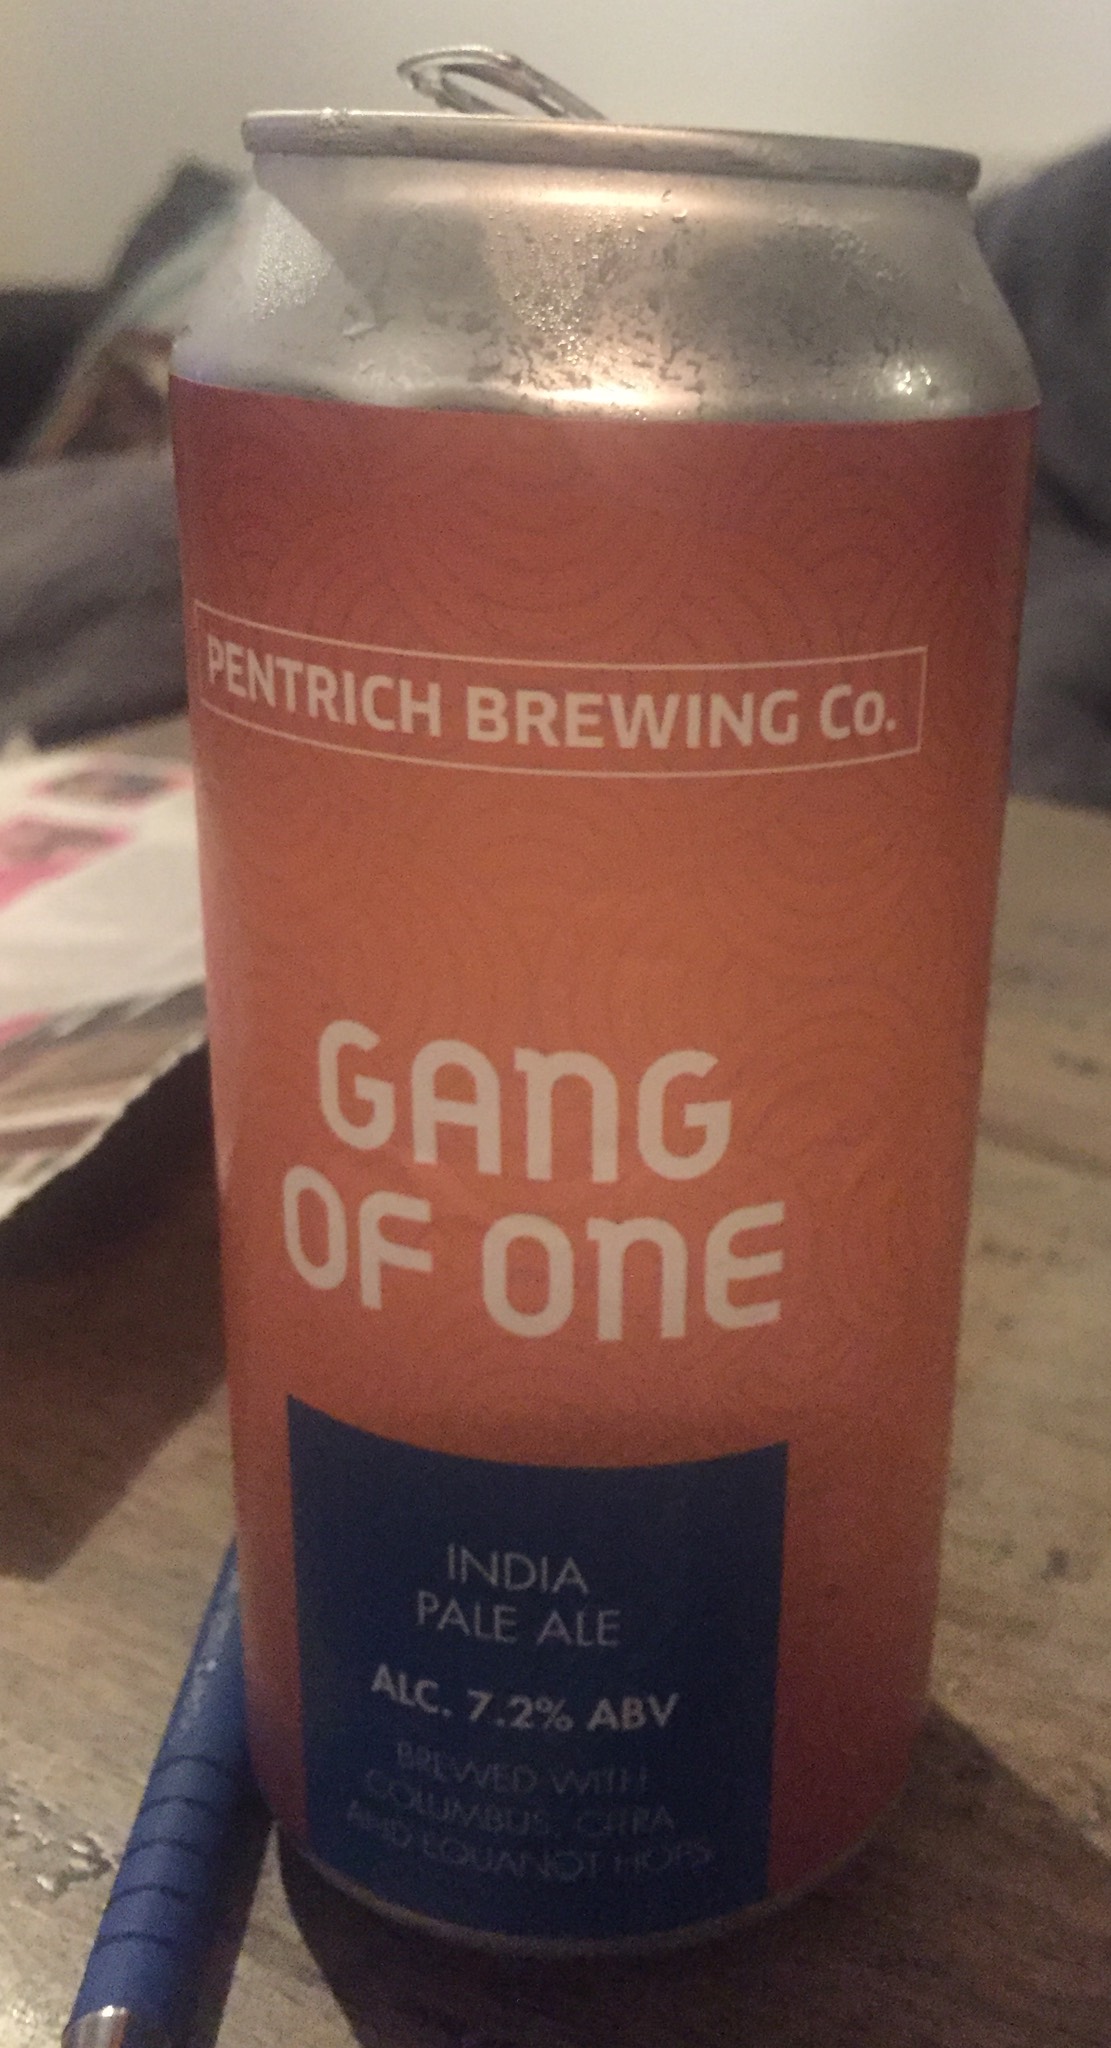 PENTRICH BREWING Co.
GANG
OF ONE
INDIA
PALE ALE
ALC. 7.2% ABV
BREWED WITH
COLUMBUS, CITRA
AND EQUANOT HOPS